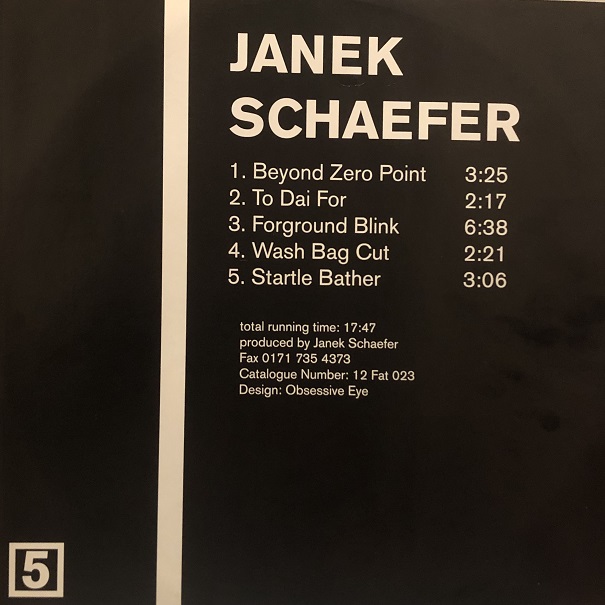 JANEK
SCHAEFER
1. Beyond Zero Point 3:25
2. To Dai For 2:17
3. Forground Blink 6:38
4. Wash Bag Cut 2:21
5. Startle Bather 3:06
total running time: 17:47
produced by Janek Schaefer
Fax 0171 735 4373
Catalogue Number: 12 Fat 023
Design: Obsessive Eye
5